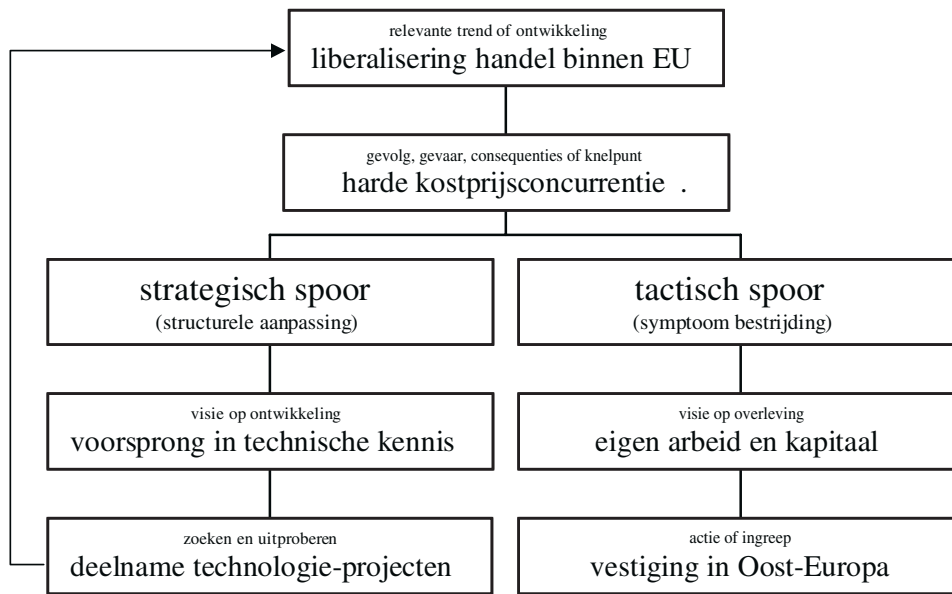 relevante trend of ontwikkeling
liberalisering handel binnen EU
gevolg, gevaar, consequenties of knelpunt
harde kostprijsconcurrentie .
strategisch spoor
(structurele aanpassing)
tactisch spoor
(symptoom bestrijding)
visie op ontwikkeling
voorsprong in technische kennis
visie op overleving
eigen arbeid en kapitaal
zoeken en uitproberen
deelname technologie-projecten
actie of ingreep
vestiging in Oost-Europa